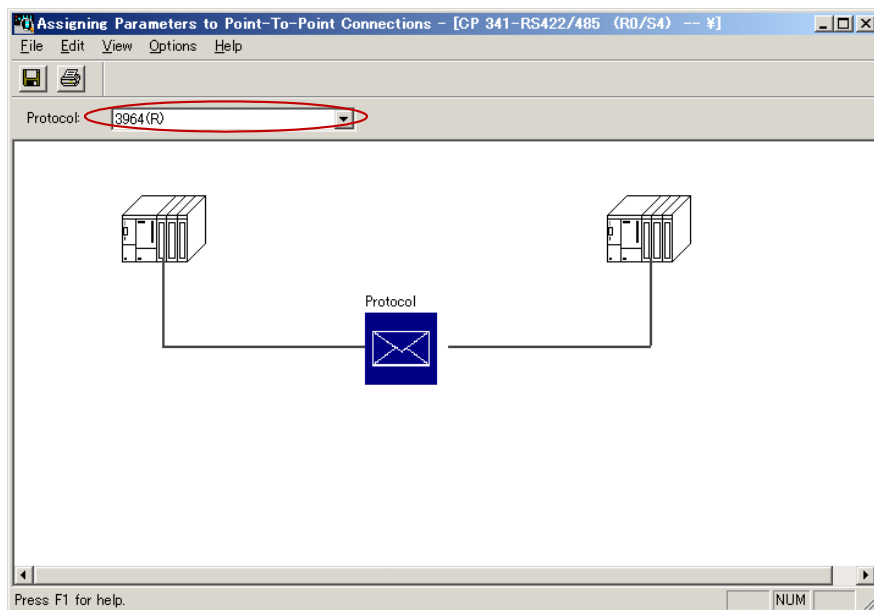 Assigning Parameters to Point-To-Point Connections - [CP 341-RS422/485 (R0/S4) -- ¥]
File Edit View Options Help
Protocol: 3964(R)
Protocol
Press F1 for help.
NUM